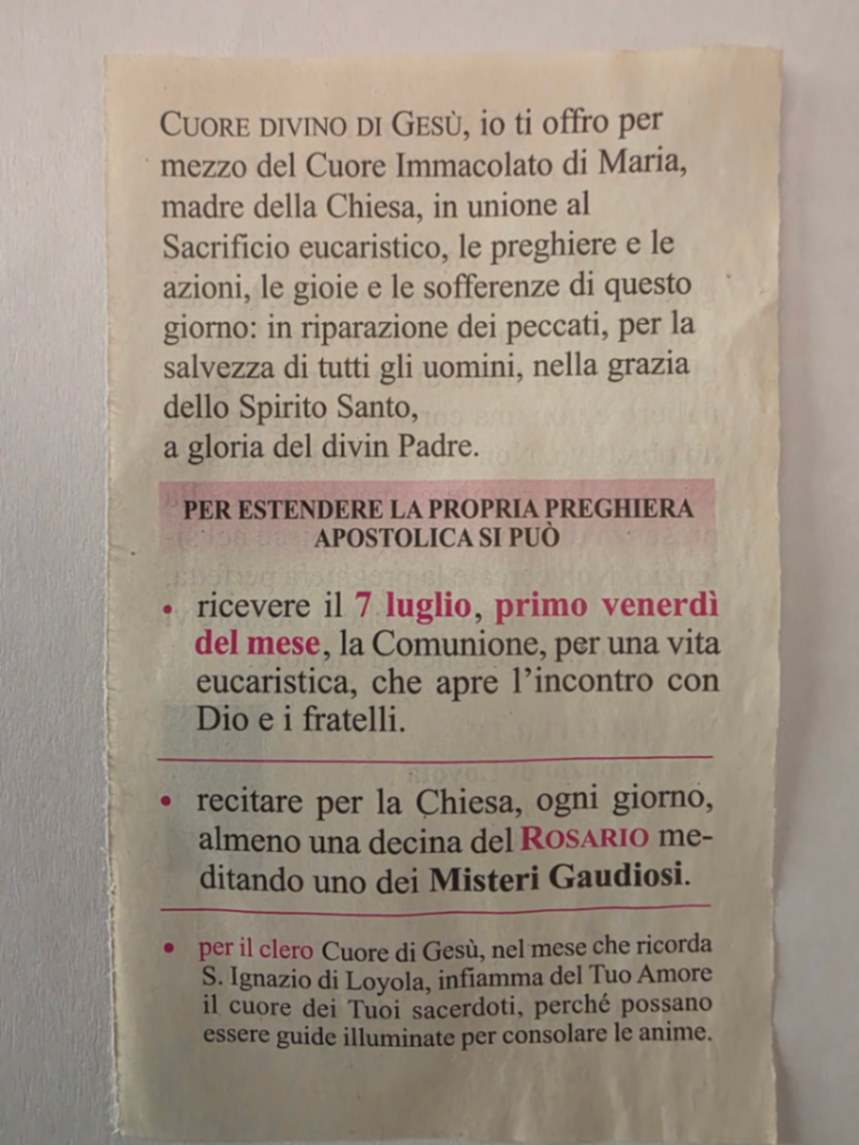 CUORE DIVINO DI GESÙ, io ti offro per
mezzo del Cuore Immacolato di Maria,
madre della Chiesa, in unione al
Sacrificio eucaristico, le preghiere e le
azioni, le gioie e le sofferenze di questo
giorno: in riparazione dei peccati, per la
salvezza di tutti gli uomini, nella grazia
dello Spirito Santo,
a gloria del divin Padre.
PER ESTENDERE LA PROPRIA PREGHIERA
APOSTOLICA SI PUÒ
• ricevere il 7 luglio, primo venerdì
del mese, la Comunione, per una vita
eucaristica, che apre l'incontro con
Dio e i fratelli.
• recitare per la Chiesa, ogni giorno,
almeno una decina del ROSARIO me-
ditando uno dei Misteri Gaudiosi.
• per il clero Cuore di Gesù, nel mese che ricorda
S. Ignazio di Loyola, infiamma del Tuo Amore
il cuore dei Tuoi sacerdoti, perché possano
essere guide illuminate per consolare le anime.